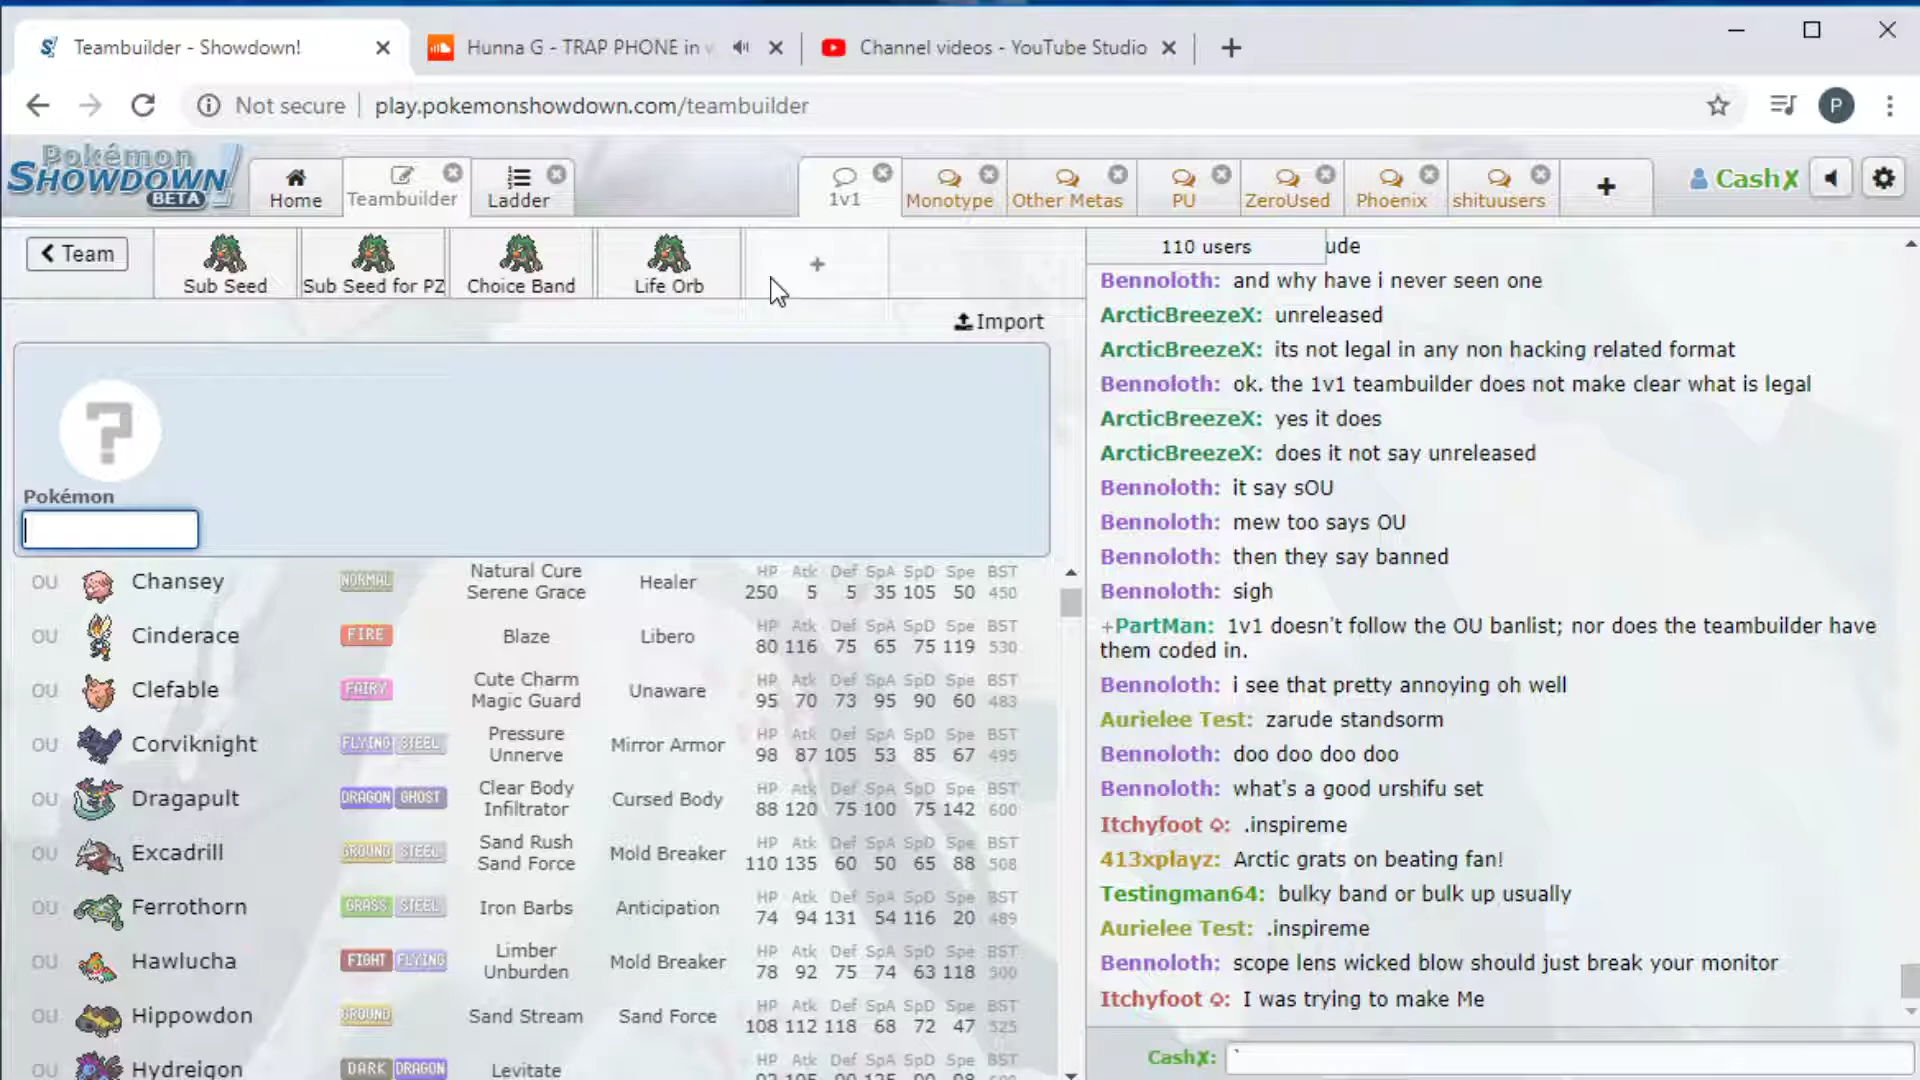 Teambuilder - Showdown!
Hunna G - TRAP PHONE in
Channel videos - YouTube Studio
Not secure
play.pokemonshowdown.com/teambuilder
P
Pokémon
SHOWDOWN
BETA
Home
Teambuilder
Ladder
1v1
Monotype
Other Metas
PU
ZeroUsed
Phoenix
shituusers
CashX
Team
Sub Seed
Sub Seed for PZ
Choice Band
Life Orb
Import
Pokémon
OU Chansey NORMAL Natural Cure Serene Grace Healer HP 250 Atk 5 Def 5 SpA 35 SpD 105 Spe 50 BST 450
OU Cinderace FIRE Blaze Libero HP 80 Atk 116 Def 75 SpA 65 SpD 75 Spe 119 BST 530
OU Clefable FAIRY Cute Charm Magic Guard Unaware HP 95 Atk 70 Def 73 SpA 95 SpD 90 Spe 60 BST 483
OU Corviknight FLYING STEEL Pressure Unnerve Mirror Armor HP 98 Atk 87 Def 105 SpA 53 SpD 85 Spe 67 BST 495
OU Dragapult DRAGON GHOST Clear Body Infiltrator Cursed Body HP 88 Atk 120 Def 75 SpA 100 SpD 75 Spe 142 BST 600
OU Excadrill GROUND STEEL Sand Rush Sand Force Mold Breaker HP 110 Atk 135 Def 60 SpA 50 SpD 65 Spe 88 BST 508
OU Ferrothorn GRASS STEEL Iron Barbs Anticipation HP 74 Atk 94 Def 131 SpA 54 SpD 116 Spe 20 BST 489
OU Hawlucha FIGHT FLYING Limber Unburden Mold Breaker HP 78 Atk 92 Def 75 SpA 74 SpD 63 Spe 118 BST 500
OU Hippowdon GROUND Sand Stream Sand Force HP 108 Atk 112 Def 118 SpA 68 SpD 72 Spe 47 BST 525
OU Hydreigon DARK DRAGON Levitate HP Atk Def SpA SpD Spe BST
110 users
ude
Bennoloth: and why have i never seen one
ArcticBreezeX: unreleased
ArcticBreezeX: its not legal in any non hacking related format
Bennoloth: ok. the 1v1 teambuilder does not make clear what is legal
ArcticBreezeX: yes it does
ArcticBreezeX: does it not say unreleased
Bennoloth: it say sOU
Bennoloth: mew too says OU
Bennoloth: then they say banned
Bennoloth: sigh
+PartMan: 1v1 doesn't follow the OU banlist; nor does the teambuilder have
them coded in.
Bennoloth: i see that pretty annoying oh well
Aurielee Test: zarude standsorm
Bennoloth: doo doo doo doo
Bennoloth: what's a good urshifu set
Itchyfoot ♤: .inspireme
413xplayz: Arctic grats on beating fan!
Testingman64: bulky band or bulk up usually
Aurielee Test: .inspireme
Bennoloth: scope lens wicked blow should just break your monitor
Itchyfoot ♤: I was trying to make Me
CashX: `